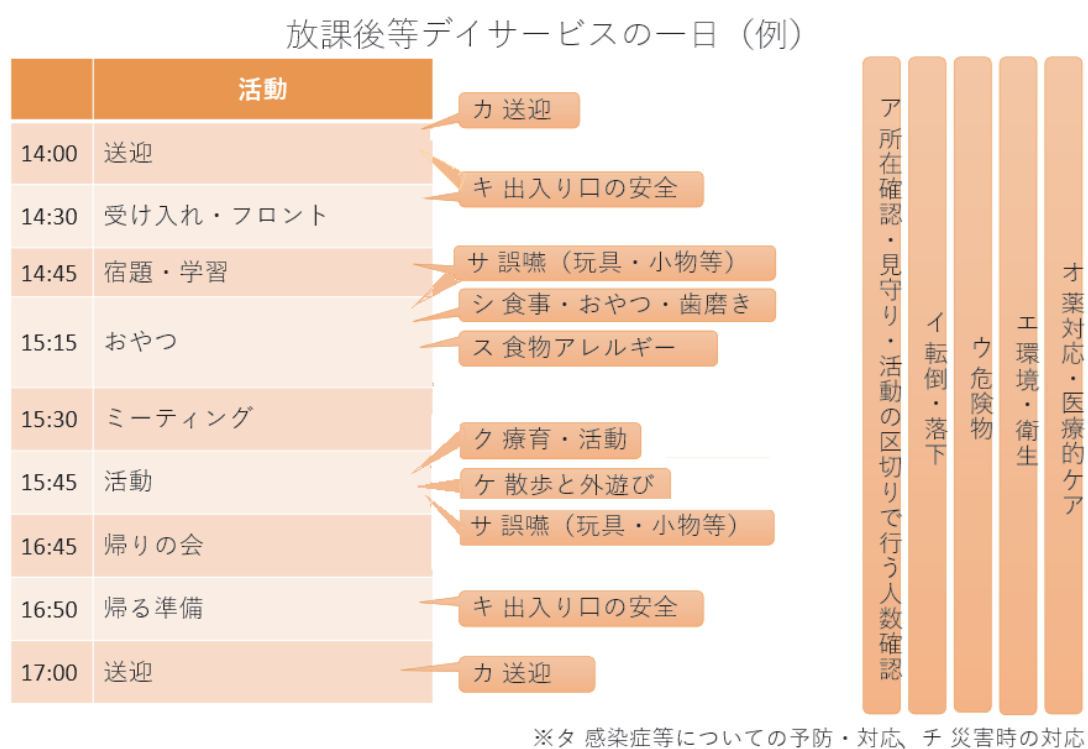 放課後等デイサービスの一日（例）
活動
14:00 送迎
14:30 受け入れ・フロント
14:45 宿題・学習
15:15 おやつ
15:30 ミーティング
15:45 活動
16:45 帰りの会
16:50 帰る準備
17:00 送迎
カ 送迎
キ 出入り口の安全
サ 誤嚥（玩具・小物等）
シ 食事・おやつ・歯磨き
ス 食物アレルギー
ク 療育・活動
ケ 散歩と外遊び
サ 誤嚥（玩具・小物等）
キ 出入り口の安全
カ 送迎
ア 所在確認・見守り・活動の区切りで行う人数確認
イ 転倒・落下
ウ 危険物
エ 環境・衛生
オ 薬対応・医療的ケア
※タ 感染症等についての予防・対応、チ 災害時の対応